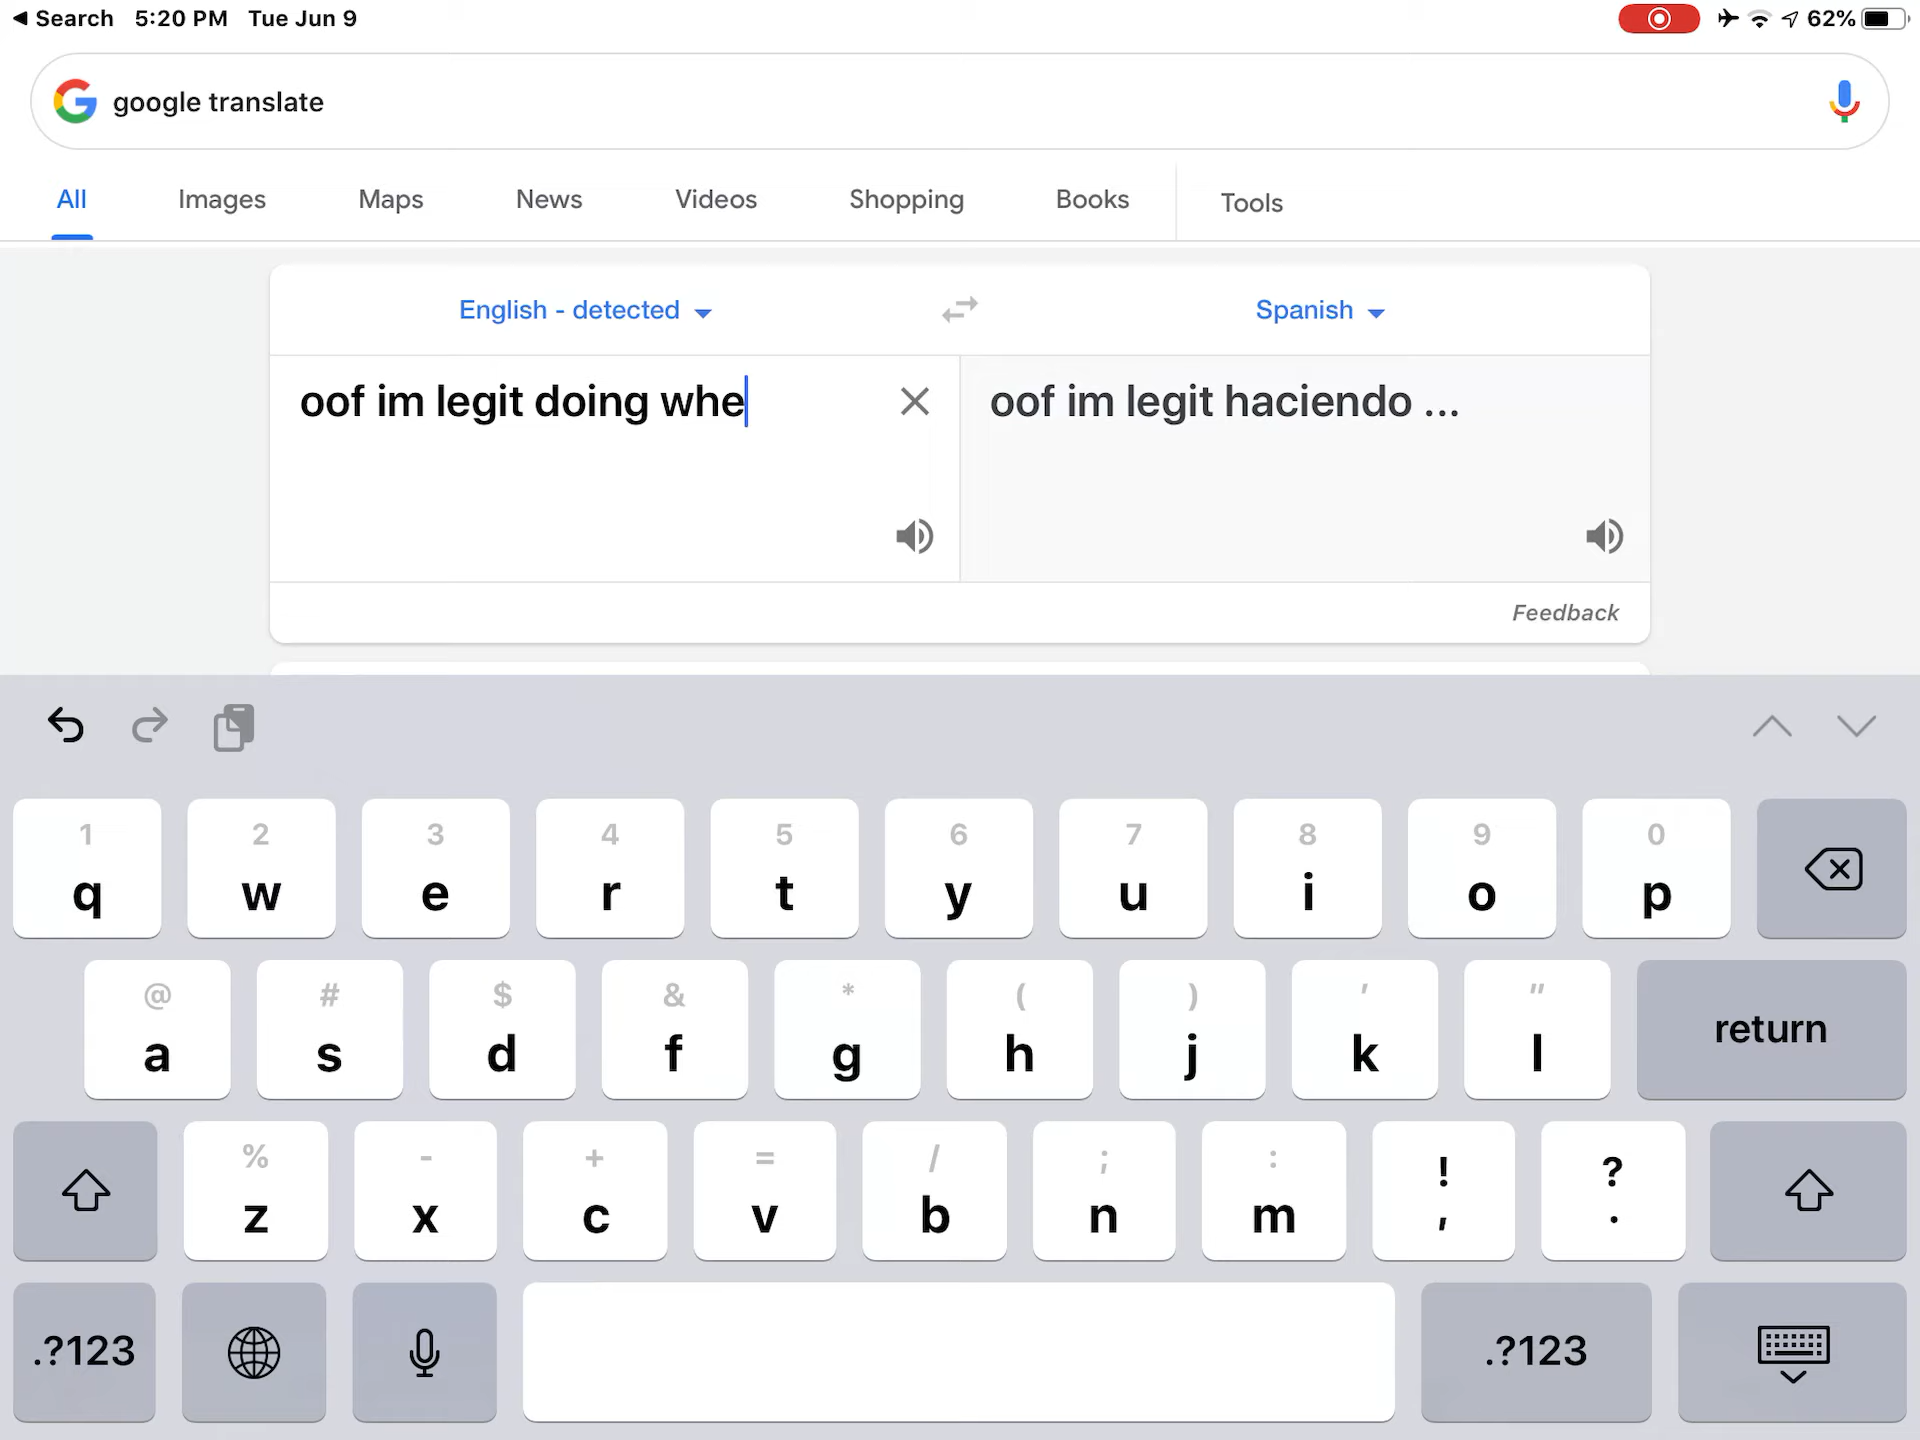 Search 5:20 PM Tue Jun 9 62%
google translate
All Images Maps News Videos Shopping Books Tools
English - detected Spanish
oof im legit doing whe oof im legit haciendo ...
Feedback
1 2 3 4 5 6 7 8 9 0
q w e r t y u i o p
@ # $ & * ( ) ' "
a s d f g h j k l return
% - + = / ; : ! ?
z x c v b n m , .
.?123 .?123